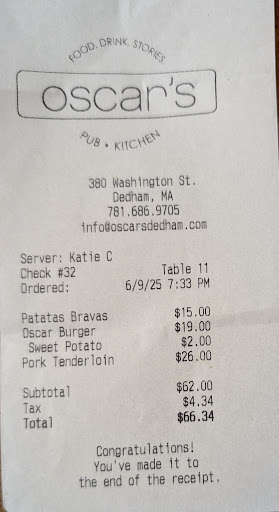 FOOD. DRINK. STORIES
oscar's
PUB • KITCHEN
380 Washington St.
Dedham, MA
781.686.9705
info@oscarsdedham.com
Server: Katie C
Check #32 Table 11
Ordered: 6/9/25 7:33 PM
Patatas Bravas $15.00
Oscar Burger $19.00
Sweet Potato $2.00
Pork Tenderloin $26.00
Subtotal $62.00
Tax $4.34
Total $66.34
Congratulations!
You've made it to
the end of the receipt.